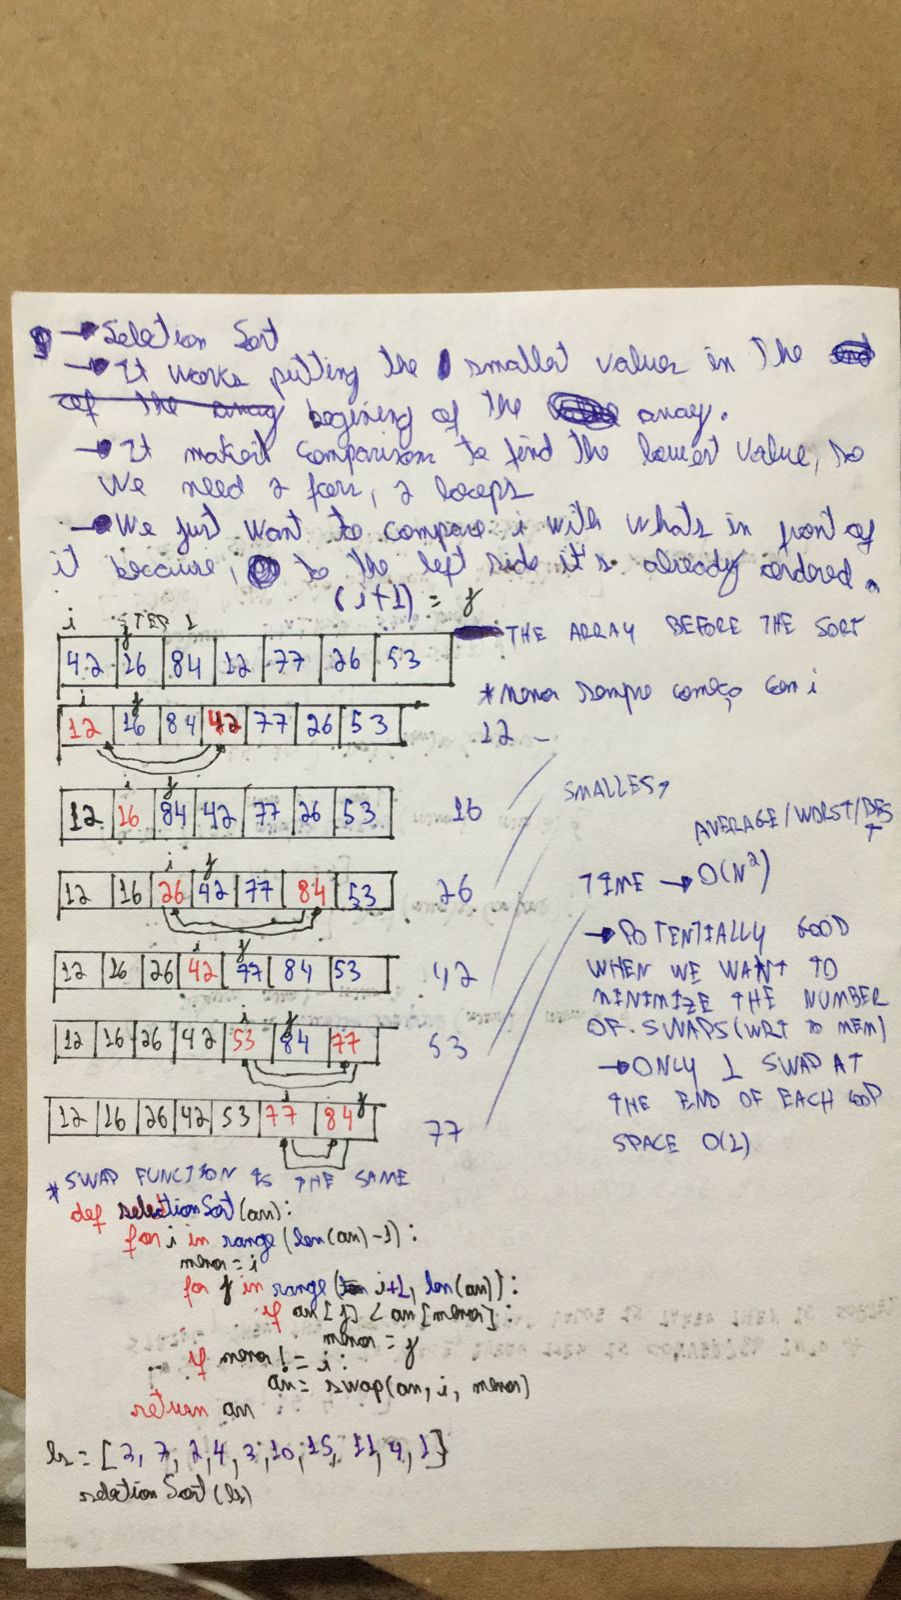 → Selection Sort
→ It works putting the smallest values in the end
of the array begining of the array.
→ It makes comparisons to find the lowest value, so
we need 2 fors, 2 loops
→ We just want to compare i with whats in front of
it because, to the left side it's already ordered.
(i+1) = j
i j STEP 1
42 16 84 12 77 26 53
THE ARRAY BEFORE THE SORT
* menor sempre começa com i
i j
12 16 84 42 77 26 53
12
SMALLEST
i j
12 16 84 42 77 26 53
16
i j
12 16 26 42 77 84 53
26
i j
12 16 26 42 77 84 53
42
i j
12 16 26 42 53 84 77
53
i j
12 16 26 42 53 77 84
77
AVERAGE/WORST/BEST
TIME → O(N²)
→ POTENTIALLY GOOD
WHEN WE WANT TO
MINIMIZE THE NUMBER
OF SWAPS (WRT TO MEM)
→ ONLY 1 SWAP AT
THE END OF EACH LOOP
SPACE O(1)
* SWAP FUNCTION IS THE SAME
def selectionSort(arr):
for i in range (len(arr)-1):
menor = i
for j in range (i+1, len(arr)):
if arr[j] < arr[menor]:
menor = j
if menor != i:
arr = swap(arr, i, menor)
return arr
ls = [2, 7, 2, 4, 3, 10, 15, 11, 4, 1]
seletionSort(ls)